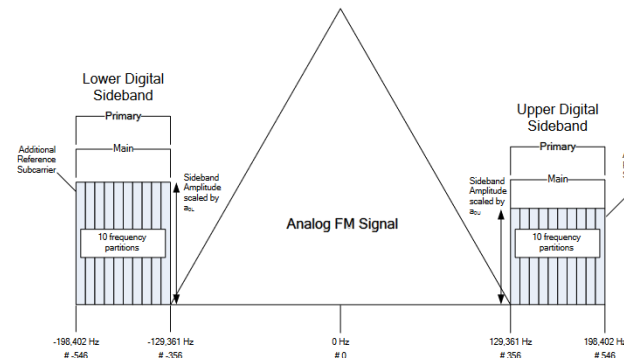 Lower Digital
Sideband
Primary
Main
Additional
Reference
Subcarrier
10 frequency
partitions
Sideband
Amplitude
scaled by
a0L
Analog FM Signal
Upper Digital
Sideband
Primary
Main
Sideband
Amplitude
scaled by
a0U
10 frequency
partitions
-198,402 Hz
# -546
-129,361 Hz
# -356
0 Hz
# 0
129,361 Hz
# 356
198,402 Hz
# 546